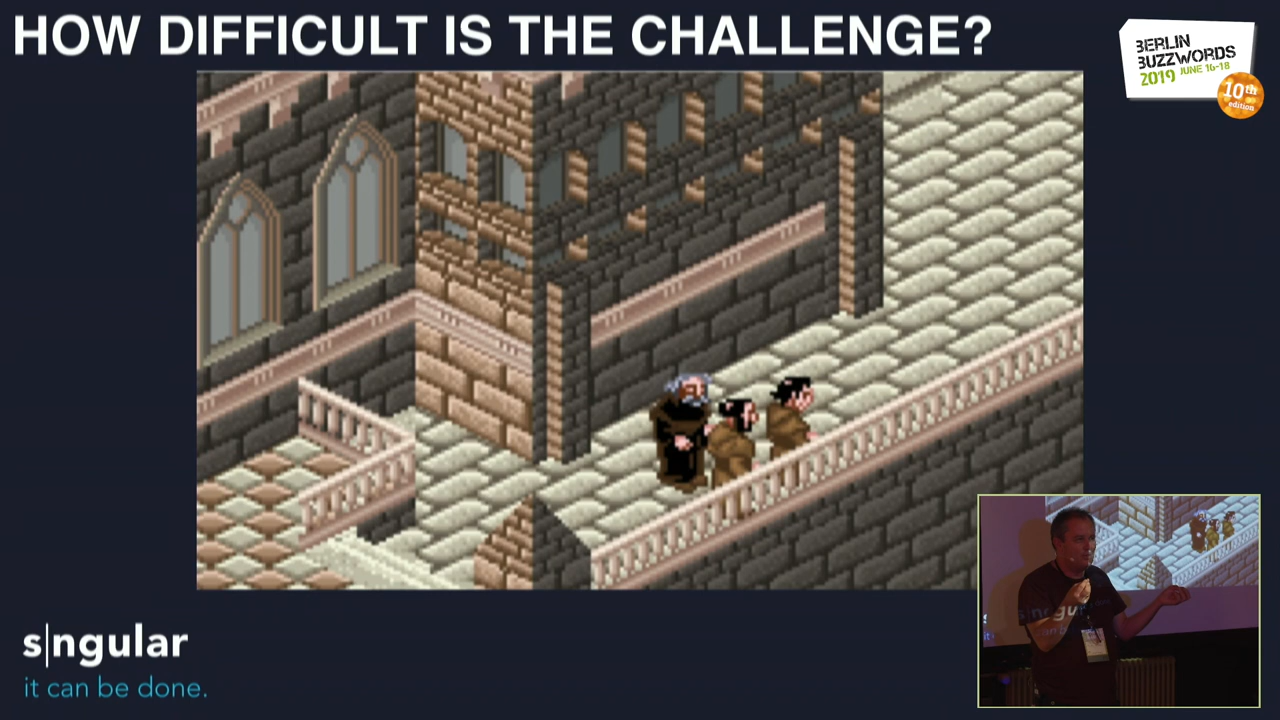 HOW DIFFICULT IS THE CHALLENGE?
BERLIN
BUZZWORDS
2019 JUNE 16-18
10th
edition
s|ngular
it can be done.